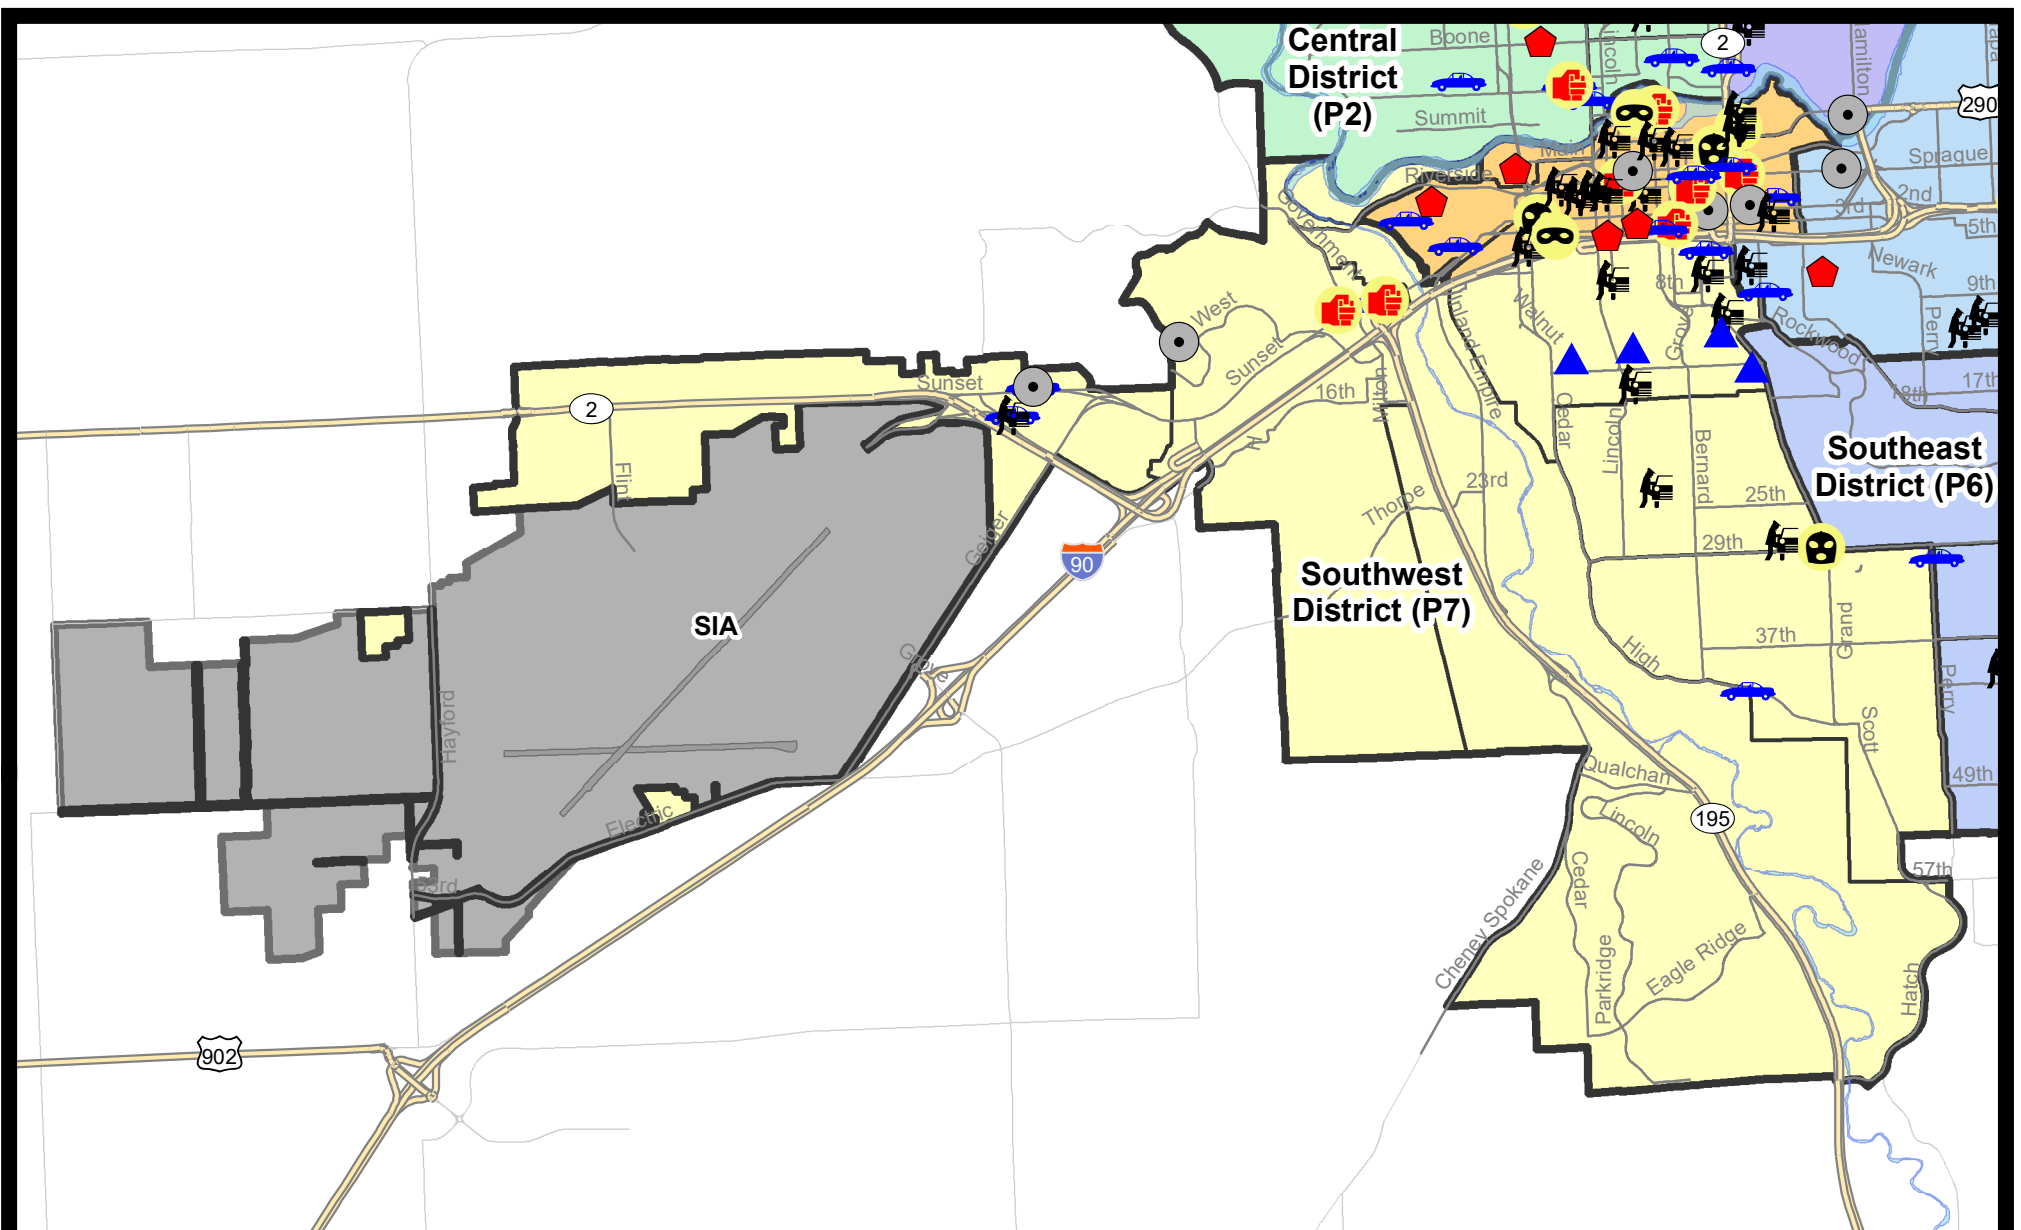 Central
District
(P2)
Boone
Lincoln
2
Hamilton
290
Summit
Main
Sprague
Riverside
2nd
3rd
5th
Government
Newark
9th
8th
West
Walnut
Inland Empire
Grove
Rockwood
Perry
Sunset
Sunset
16th
Milton
17th
18th
2
Cedar
Lincoln
Bernard
Southeast
District (P6)
A
Flint
23rd
Thorpe
25th
Geiger
29th
90
Southwest
District (P7)
SIA
Grand
37th
High
Grove
Perry
Hayford
Scott
Qualchan
49th
Electric
195
Lincoln
57th
53rd
Cedar
Cheney Spokane
Eagle Ridge
Parkridge
Hatch
902